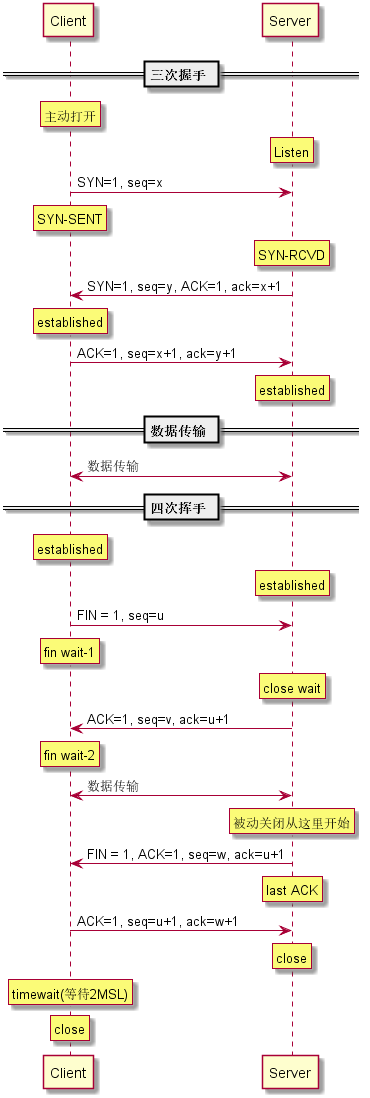 Client Server
三次握手
主动打开
Listen
SYN=1, seq=x
SYN-SENT
SYN-RCVD
SYN=1, seq=y, ACK=1, ack=x+1
established
ACK=1, seq=x+1, ack=y+1
established
数据传输
数据传输
四次挥手
established
established
FIN = 1, seq=u
fin wait-1
close wait
ACK=1, seq=v, ack=u+1
fin wait-2
数据传输
被动关闭从这里开始
FIN = 1, ACK=1, seq=w, ack=u+1
last ACK
ACK=1, seq=u+1, ack=w+1
close
timewait(等待2MSL)
close
Client Server